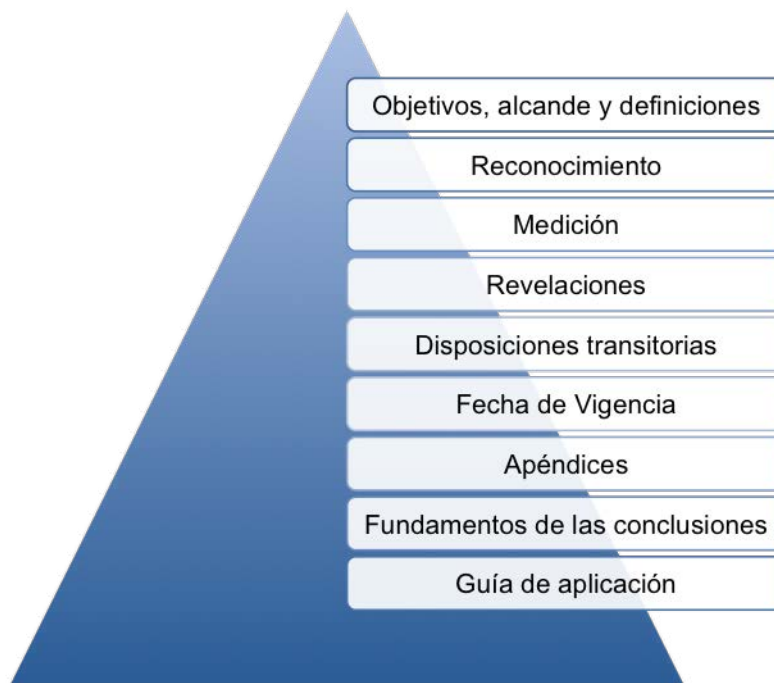 Objetivos, alcande y definiciones
Reconocimiento
Medición
Revelaciones
Disposiciones transitorias
Fecha de Vigencia
Apéndices
Fundamentos de las conclusiones
Guía de aplicación